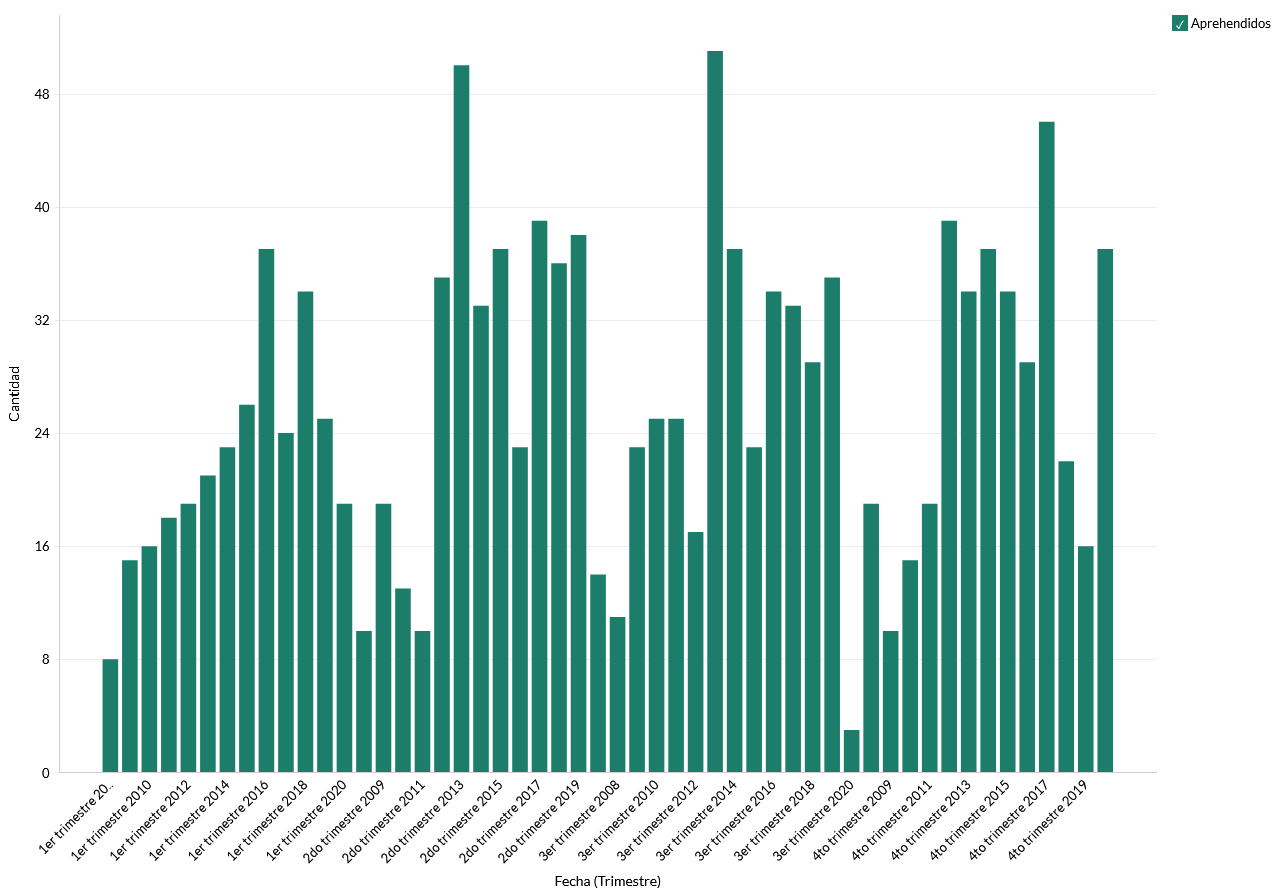 Aprehendidos
48
40
32
24
16
8
0
Cantidad
1er trimestre 20..
1er trimestre 2010
1er trimestre 2012
1er trimestre 2014
1er trimestre 2016
1er trimestre 2018
1er trimestre 2020
2do trimestre 2009
2do trimestre 2011
2do trimestre 2013
2do trimestre 2015
2do trimestre 2017
2do trimestre 2019
3er trimestre 2008
3er trimestre 2010
3er trimestre 2012
3er trimestre 2014
3er trimestre 2016
3er trimestre 2018
3er trimestre 2020
4to trimestre 2009
4to trimestre 2011
4to trimestre 2013
4to trimestre 2015
4to trimestre 2017
4to trimestre 2019
Fecha (Trimestre)